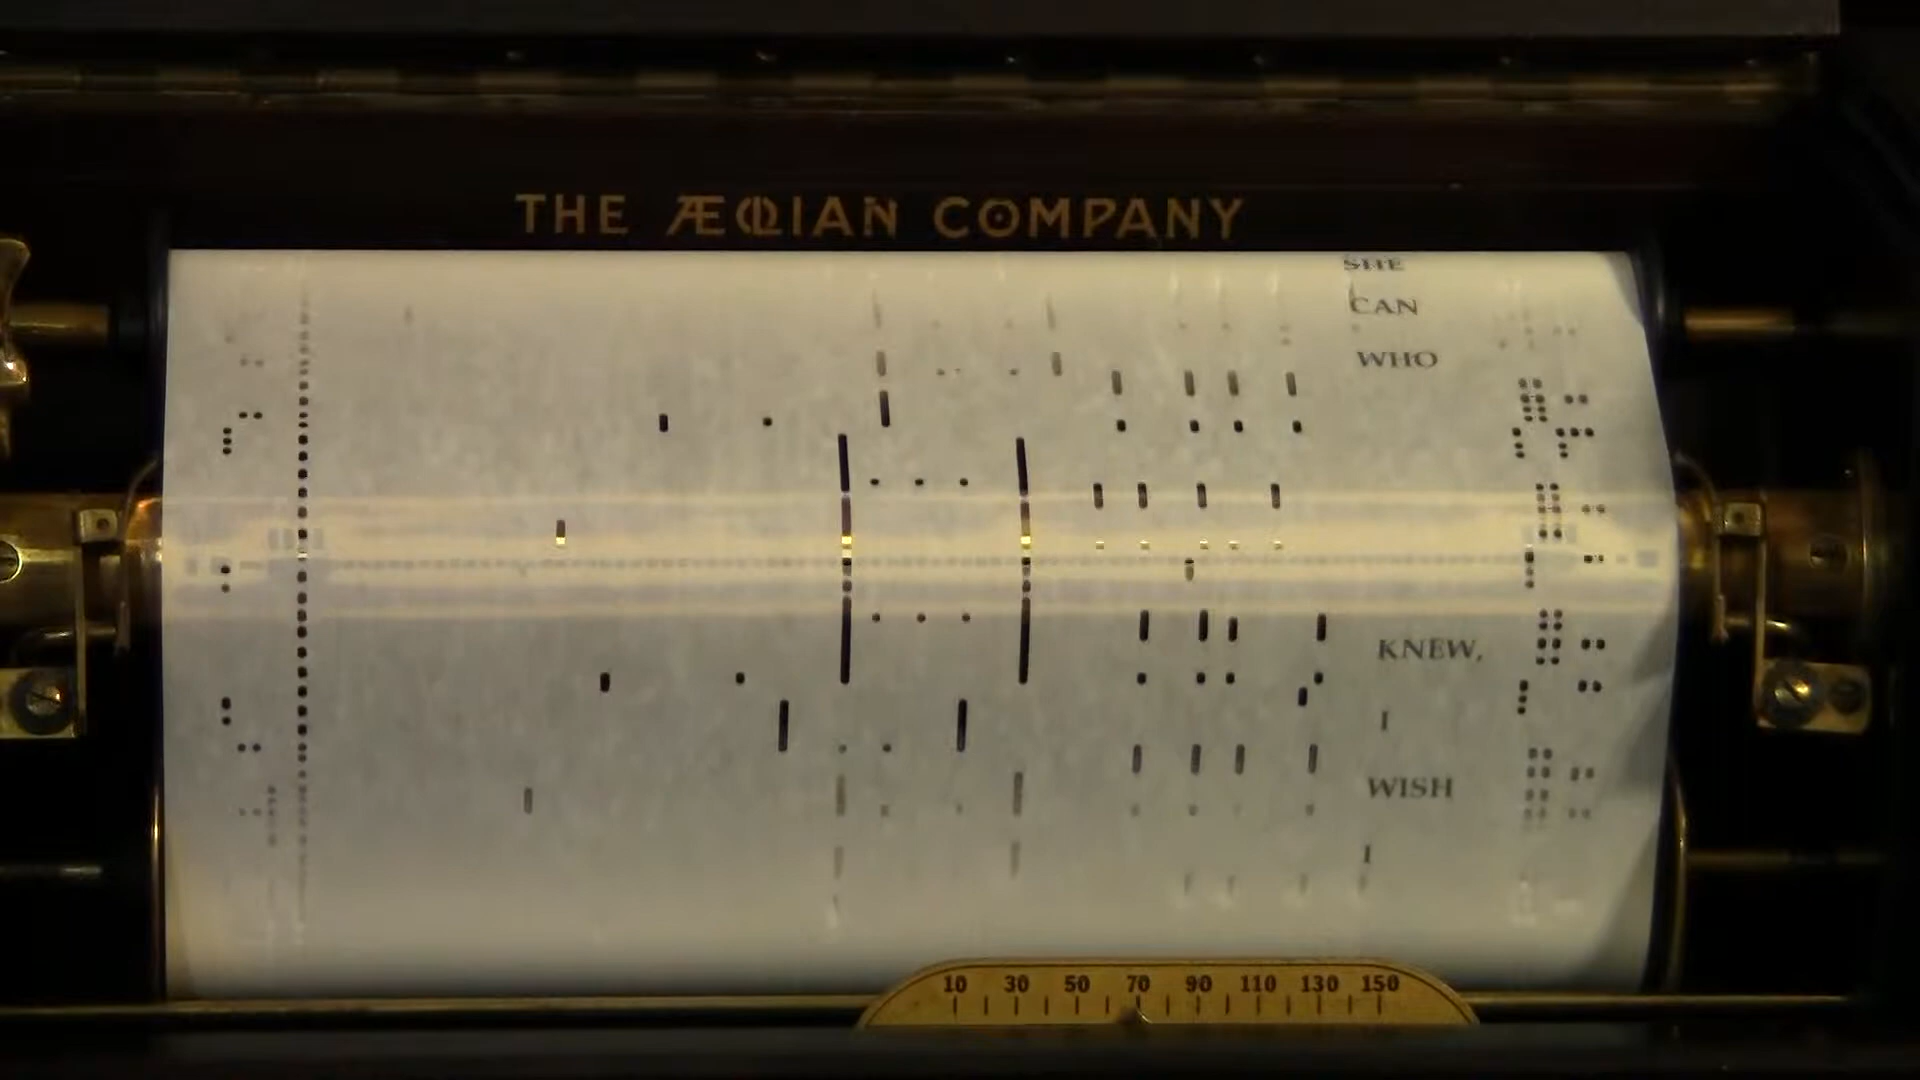 THE ÆOLIAN COMPANY
SHE
CAN
WHO
KNEW,
I
WISH
I
10 30 50 70 90 110 130 150